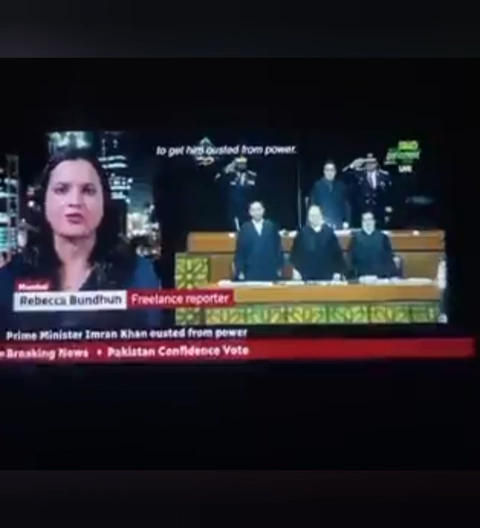 to get him ousted from power.
LIVE
Mumbai
Rebecca Bundhun Freelance reporter
Prime Minister Imran Khan ousted from power
Breaking News • Pakistan Confidence Vote